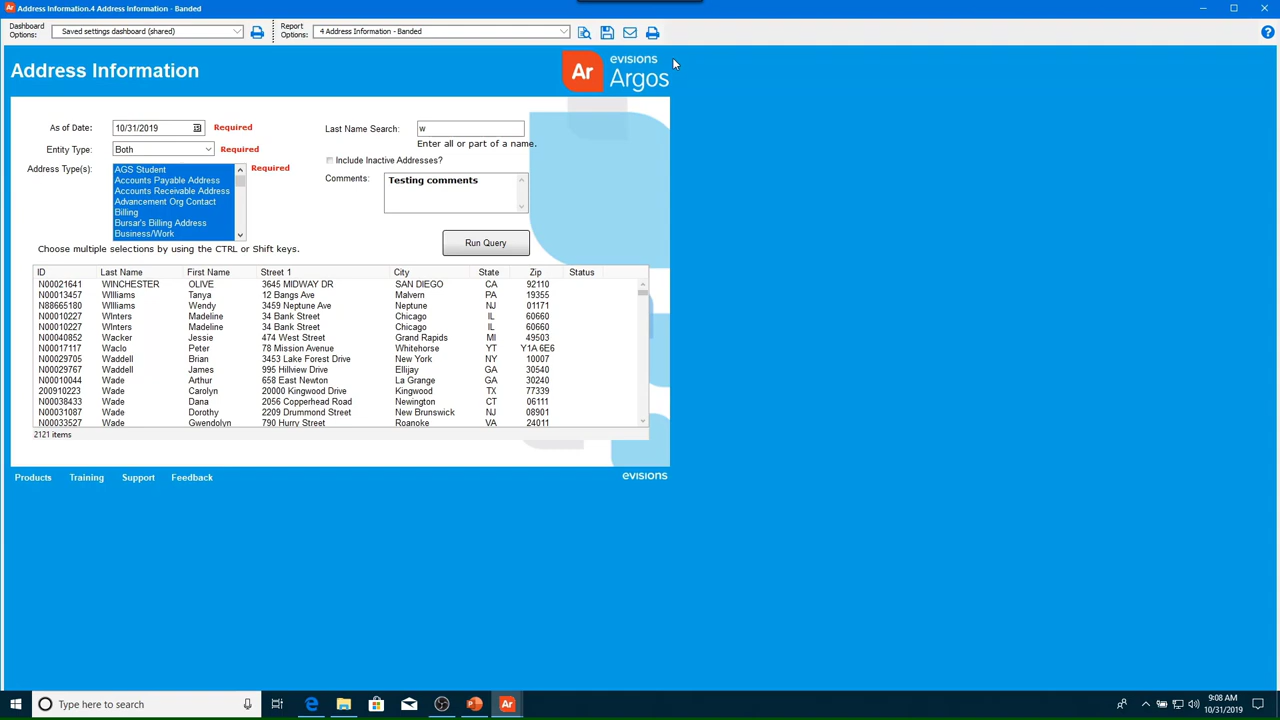 Ar Address Information.4 Address Information - Banded
Dashboard Options: Saved settings dashboard (shared) Report Options: 4 Address Information - Banded
Address Information
Ar evisions Argos
As of Date: 10/31/2019 Required
Last Name Search: w
Enter all or part of a name.
Entity Type: Both Required
Include Inactive Addresses?
Address Type(s): Required
AGS Student
Accounts Payable Address
Accounts Receivable Address
Advancement Org Contact
Billing
Bursar's Billing Address
Business/Work
Comments: Testing comments
Run Query
Choose multiple selections by using the CTRL or Shift keys.
ID Last Name First Name Street 1 City State Zip Status
N00021641 WINCHESTER OLIVE 3645 MIDWAY DR SAN DIEGO CA 92110
N00013457 WIlliams Tanya 12 Bangs Ave Malvern PA 19355
N88665180 WIlliams Wendy 3459 Neptune Ave Neptune NJ 01171
N00010227 WInters Madeline 34 Bank Street Chicago IL 60660
N00010227 WInters Madeline 34 Bank Street Chicago IL 60660
N00040852 Wacker Jessie 474 West Street Grand Rapids MI 49503
N00017117 Waclo Peter 78 Mission Avenue Whitehorse YT Y1A 6E6
N00029705 Waddell Brian 3453 Lake Forest Drive New York NY 10007
N00029767 Waddell James 995 Hillview Drive Ellijay GA 30540
N00010044 Wade Arthur 658 East Newton La Grange GA 30240
200910223 Wade Carolyn 20000 Kingwood Drive Kingwood TX 77339
N00038433 Wade Dana 2056 Copperhead Road Newington CT 06111
N00031087 Wade Dorothy 2209 Drummond Street New Brunswick NJ 08901
N00033527 Wade Gwendolyn 790 Hurry Street Roanoke VA 24011
2121 items
Products Training Support Feedback evisions
Type here to search
Ar
9:08 AM
10/31/2019